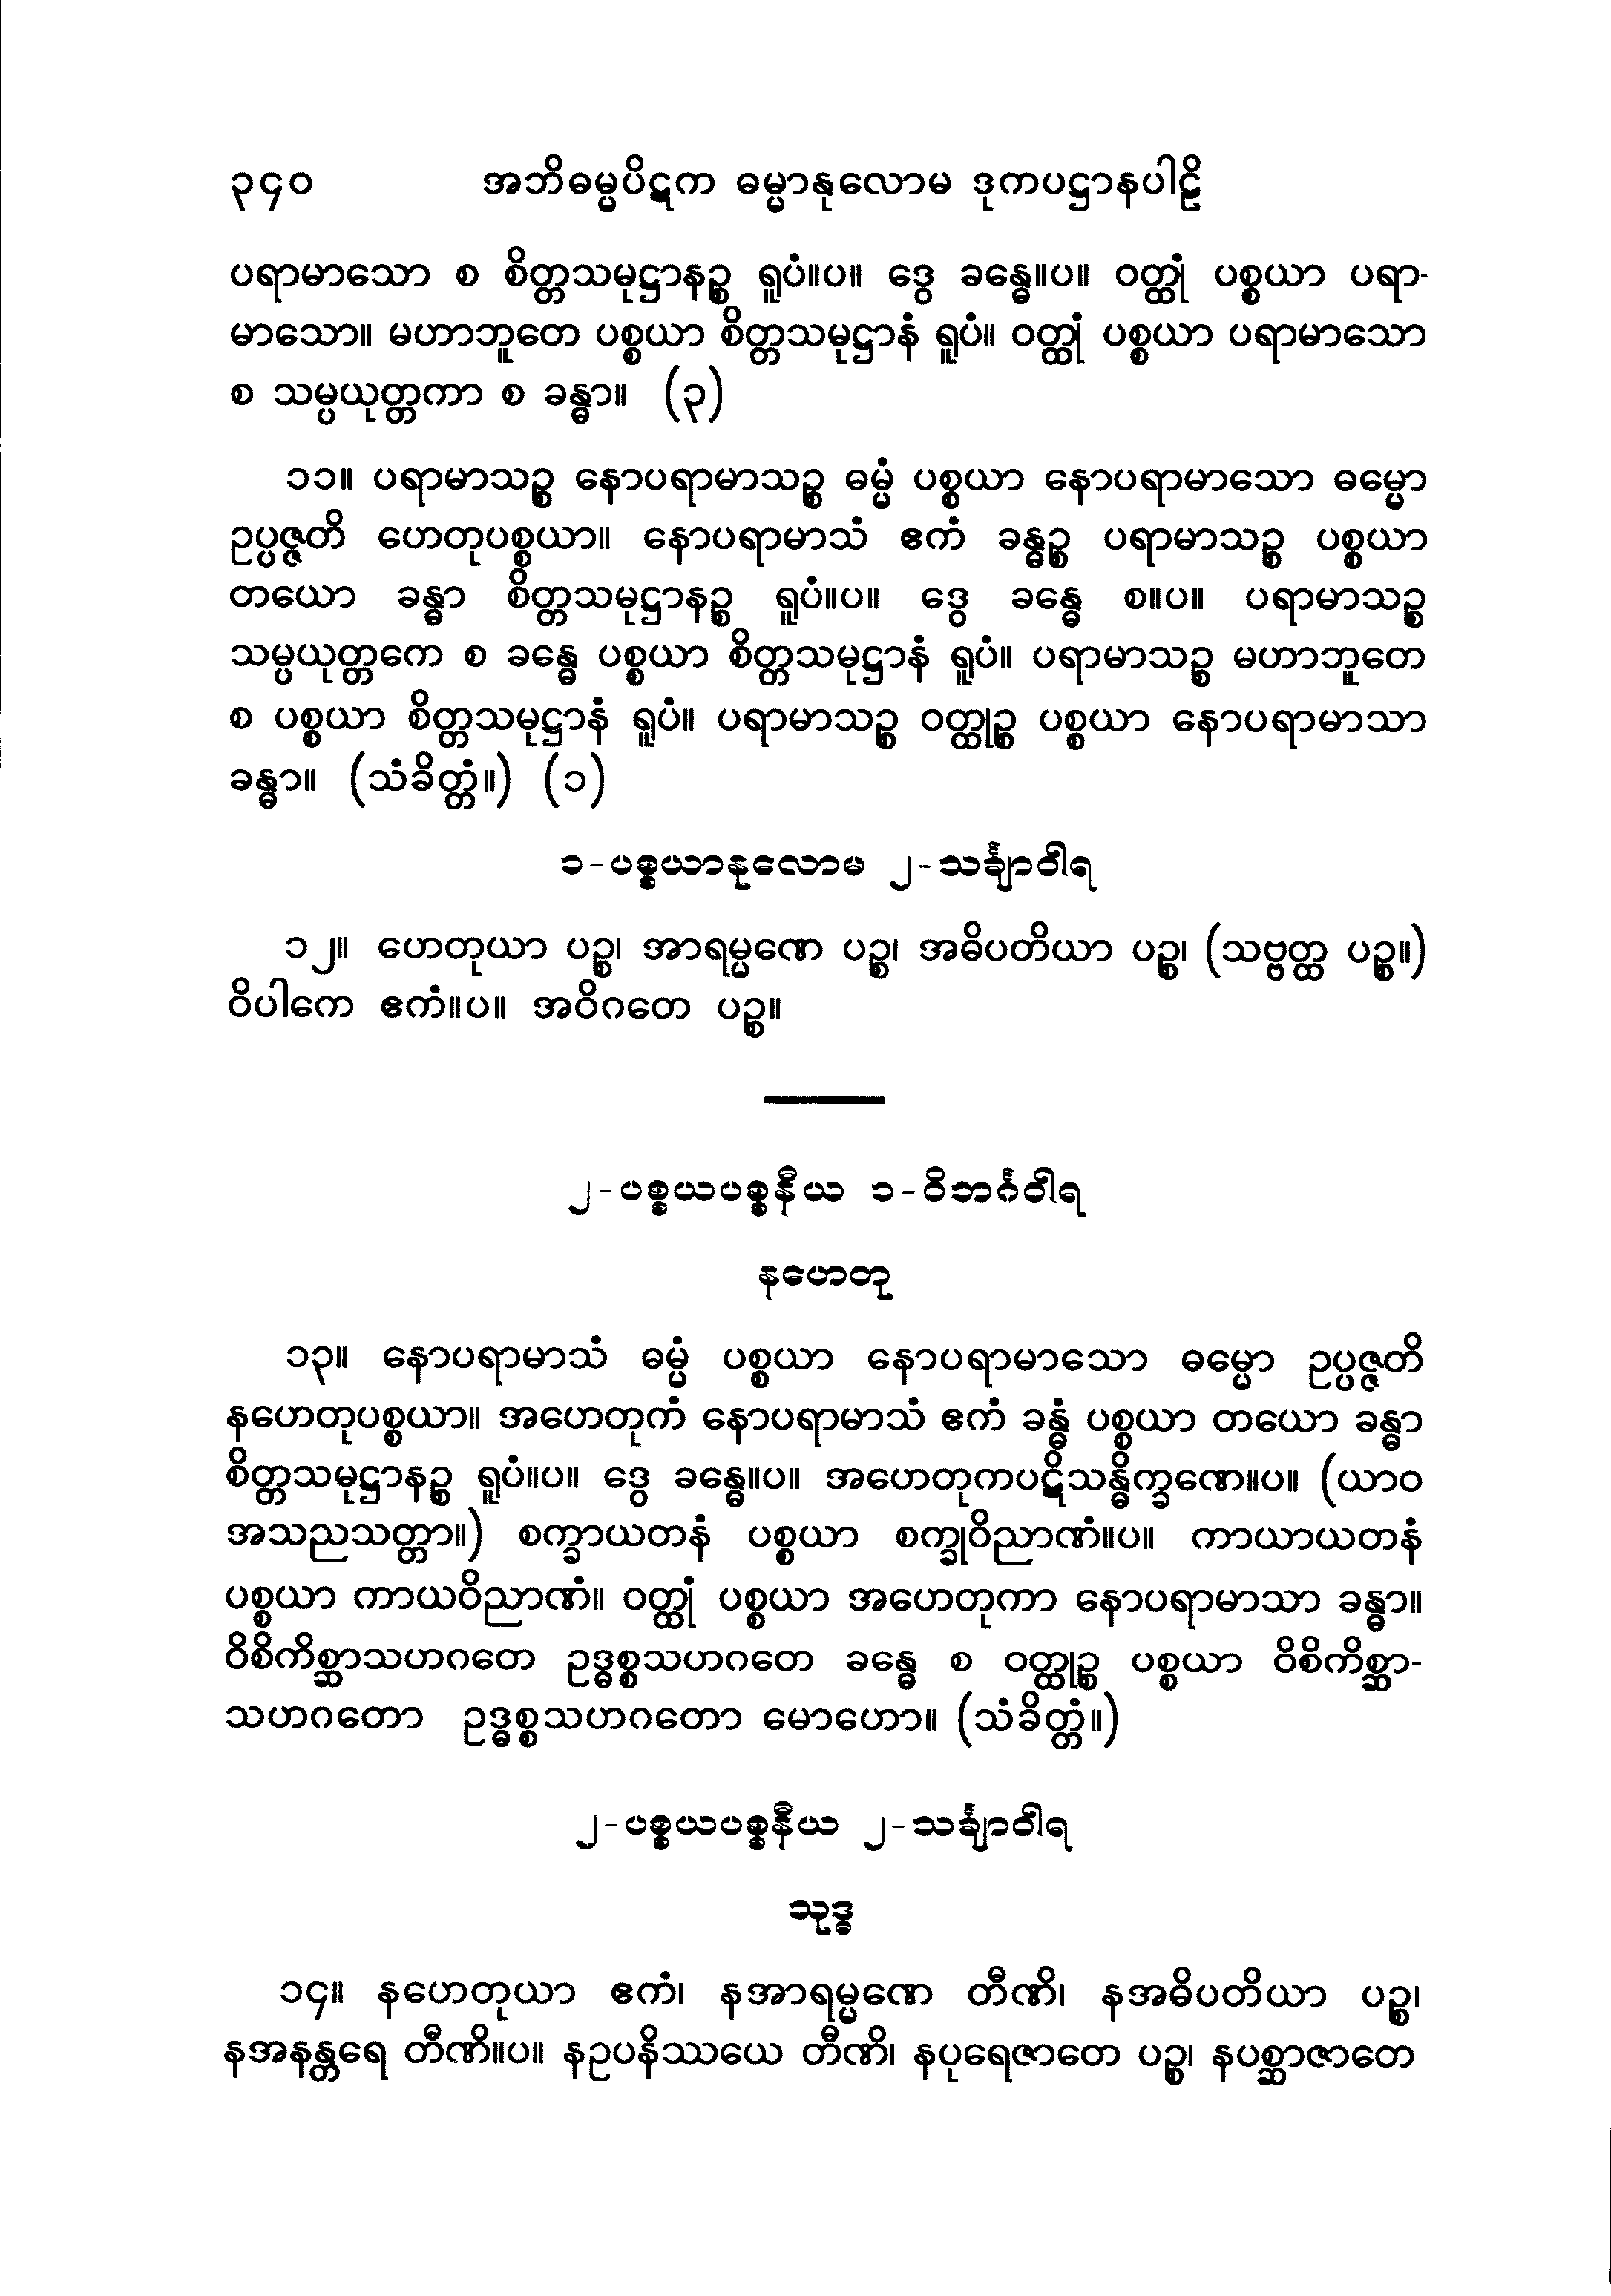 ၃၄၀ အဘိဓမ္မပိဋက ဓမ္မာနုလောမ ဒုကပဋ္ဌာနပါဠိ
ပရာမာသော စ စိတ္တသမုဋ္ဌာနဉ္စ ရူပံ။ပ။ ဒွေ ခန္ဓေ။ပ။ ဝတ္ထုံ ပစ္စယာ ပရာ-
မာသော။ မဟာဘူတေ ပစ္စယာ စိတ္တသမုဋ္ဌာနံ ရူပံ။ ဝတ္ထုံ ပစ္စယာ ပရာမာသော
စ သမ္ပယုတ္တကာ စ ခန္ဓာ။ (၃)
၁၁။ ပရာမာသဉ္စ နောပရာမာသဉ္စ ဓမ္မံ ပစ္စယာ နောပရာမာသော ဓမ္မော
ဥပ္ပဇ္ဇတိ ဟေတုပစ္စယာ။ နောပရာမာသံ ဧကံ ခန္ဓဉ္စ ပရာမာသဉ္စ ပစ္စယာ
တယော ခန္ဓာ စိတ္တသမုဋ္ဌာနဉ္စ ရူပံ။ပ။ ဒွေ ခန္ဓေ စ။ပ။ ပရာမာသဉ္စ
သမ္ပယုတ္တကေ စ ခန္ဓေ ပစ္စယာ စိတ္တသမုဋ္ဌာနံ ရူပံ။ ပရာမာသဉ္စ မဟာဘူတေ
စ ပစ္စယာ စိတ္တသမုဋ္ဌာနံ ရူပံ။ ပရာမာသဉ္စ ဝတ္ထုဉ္စ ပစ္စယာ နောပရာမာသာ
ခန္ဓာ။ (သံခိတ္တံ။) (၁)
၁-ပစ္စယာနုလောမ ၂-သင်္ချာဝါရ
၁၂။ ဟေတုယာ ပဉ္စ၊ အာရမ္မဏေ ပဉ္စ၊ အဓိပတိယာ ပဉ္စ၊ (သဗ္ဗတ္ထ ပဉ္စ။)
ဝိပါကေ ဧကံ။ပ။ အဝိဂတေ ပဉ္စ။
၂-ပစ္စယပစ္စနီယ ၁-ဝိဘင်္ဂဝါရ
နဟေတု
၁၃။ နောပရာမာသံ ဓမ္မံ ပစ္စယာ နောပရာမာသော ဓမ္မော ဥပ္ပဇ္ဇတိ
နဟေတုပစ္စယာ။ အဟေတုကံ နောပရာမာသံ ဧကံ ခန္ဓံ ပစ္စယာ တယော ခန္ဓာ
စိတ္တသမုဋ္ဌာနဉ္စ ရူပံ။ပ။ ဒွေ ခန္ဓေ။ပ။ အဟေတုကပဋိသန္ဓိက္ခဏေ။ပ။ (ယာဝ
အသညသတ္တာ။) စက္ခာယတနံ ပစ္စယာ စက္ခုဝိညာဏံ။ပ။ ကာယာယတနံ
ပစ္စယာ ကာယဝိညာဏံ။ ဝတ္ထုံ ပစ္စယာ အဟေတုကာ နောပရာမာသာ ခန္ဓာ။
ဝိစိကိစ္ဆာသဟဂတေ ဥဒ္ဓစ္စသဟဂတေ ခန္ဓေ စ ဝတ္ထုဉ္စ ပစ္စယာ ဝိစိကိစ္ဆာ-
သဟဂတော ဥဒ္ဓစ္စသဟဂတော မောဟော။ (သံခိတ္တံ။)
၂-ပစ္စယပစ္စနီယ ၂-သင်္ချာဝါရ
သုဒ္ဓ
၁၄။ နဟေတုယာ ဧကံ၊ နအာရမ္မဏေ တီဏိ၊ နအဓိပတိယာ ပဉ္စ၊
နအနန္တရေ တီဏိ။ပ။ နဥပနိဿယေ တီဏိ၊ နပုရေဇာတေ ပဉ္စ၊ နပစ္ဆာဇာတေ